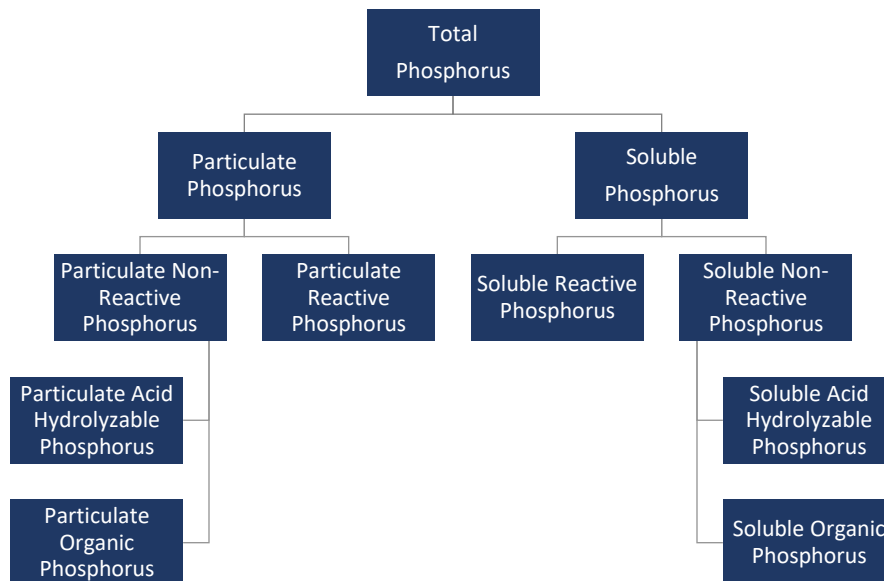 Total
Phosphorus
Particulate
Phosphorus
Soluble
Phosphorus
Particulate Non-
Reactive
Phosphorus
Particulate
Reactive
Phosphorus
Soluble Reactive
Phosphorus
Soluble Non-
Reactive
Phosphorus
Particulate Acid
Hydrolyzable
Phosphorus
Soluble Acid
Hydrolyzable
Phosphorus
Particulate
Organic
Phosphorus
Soluble Organic
Phosphorus